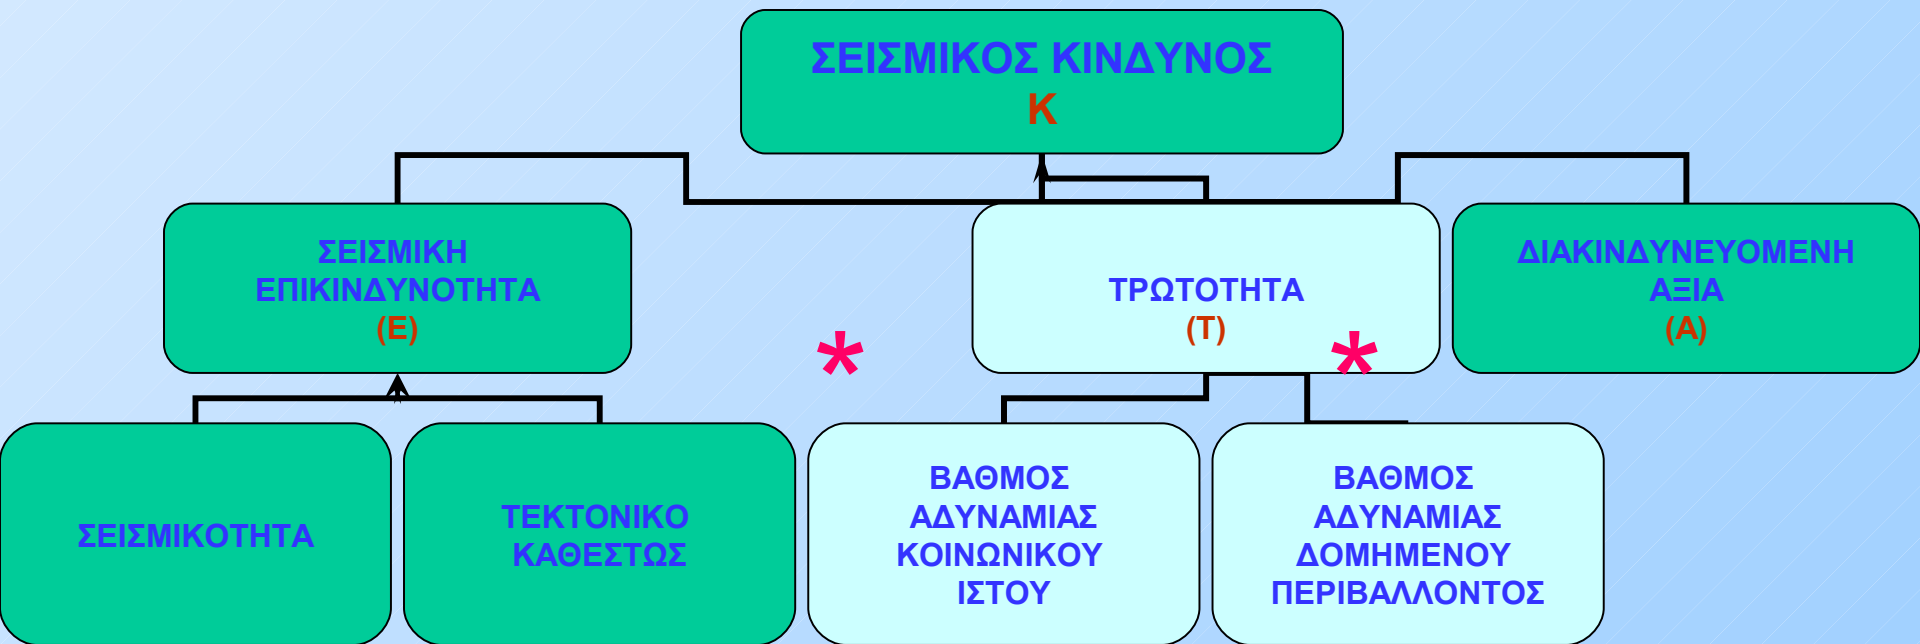 ΣΕΙΣΜΙΚΟΣ ΚΙΝΔΥΝΟΣ
Κ
ΣΕΙΣΜΙΚΗ
ΕΠΙΚΙΝΔΥΝΟΤΗΤΑ
(Ε)
ΤΡΩΤΟΤΗΤΑ
(Τ)
ΔΙΑΚΙΝΔΥΝΕΥΟΜΕΝΗ
ΑΞΙΑ
(Α)
*
*
ΣΕΙΣΜΙΚΟΤΗΤΑ
ΤΕΚΤΟΝΙΚΟ
ΚΑΘΕΣΤΩΣ
ΒΑΘΜΟΣ
ΑΔΥΝΑΜΙΑΣ
ΚΟΙΝΩΝΙΚΟΥ
ΙΣΤΟΥ
ΒΑΘΜΟΣ
ΑΔΥΝΑΜΙΑΣ
ΔΟΜΗΜΕΝΟΥ
ΠΕΡΙΒΑΛΛΟΝΤΟΣ